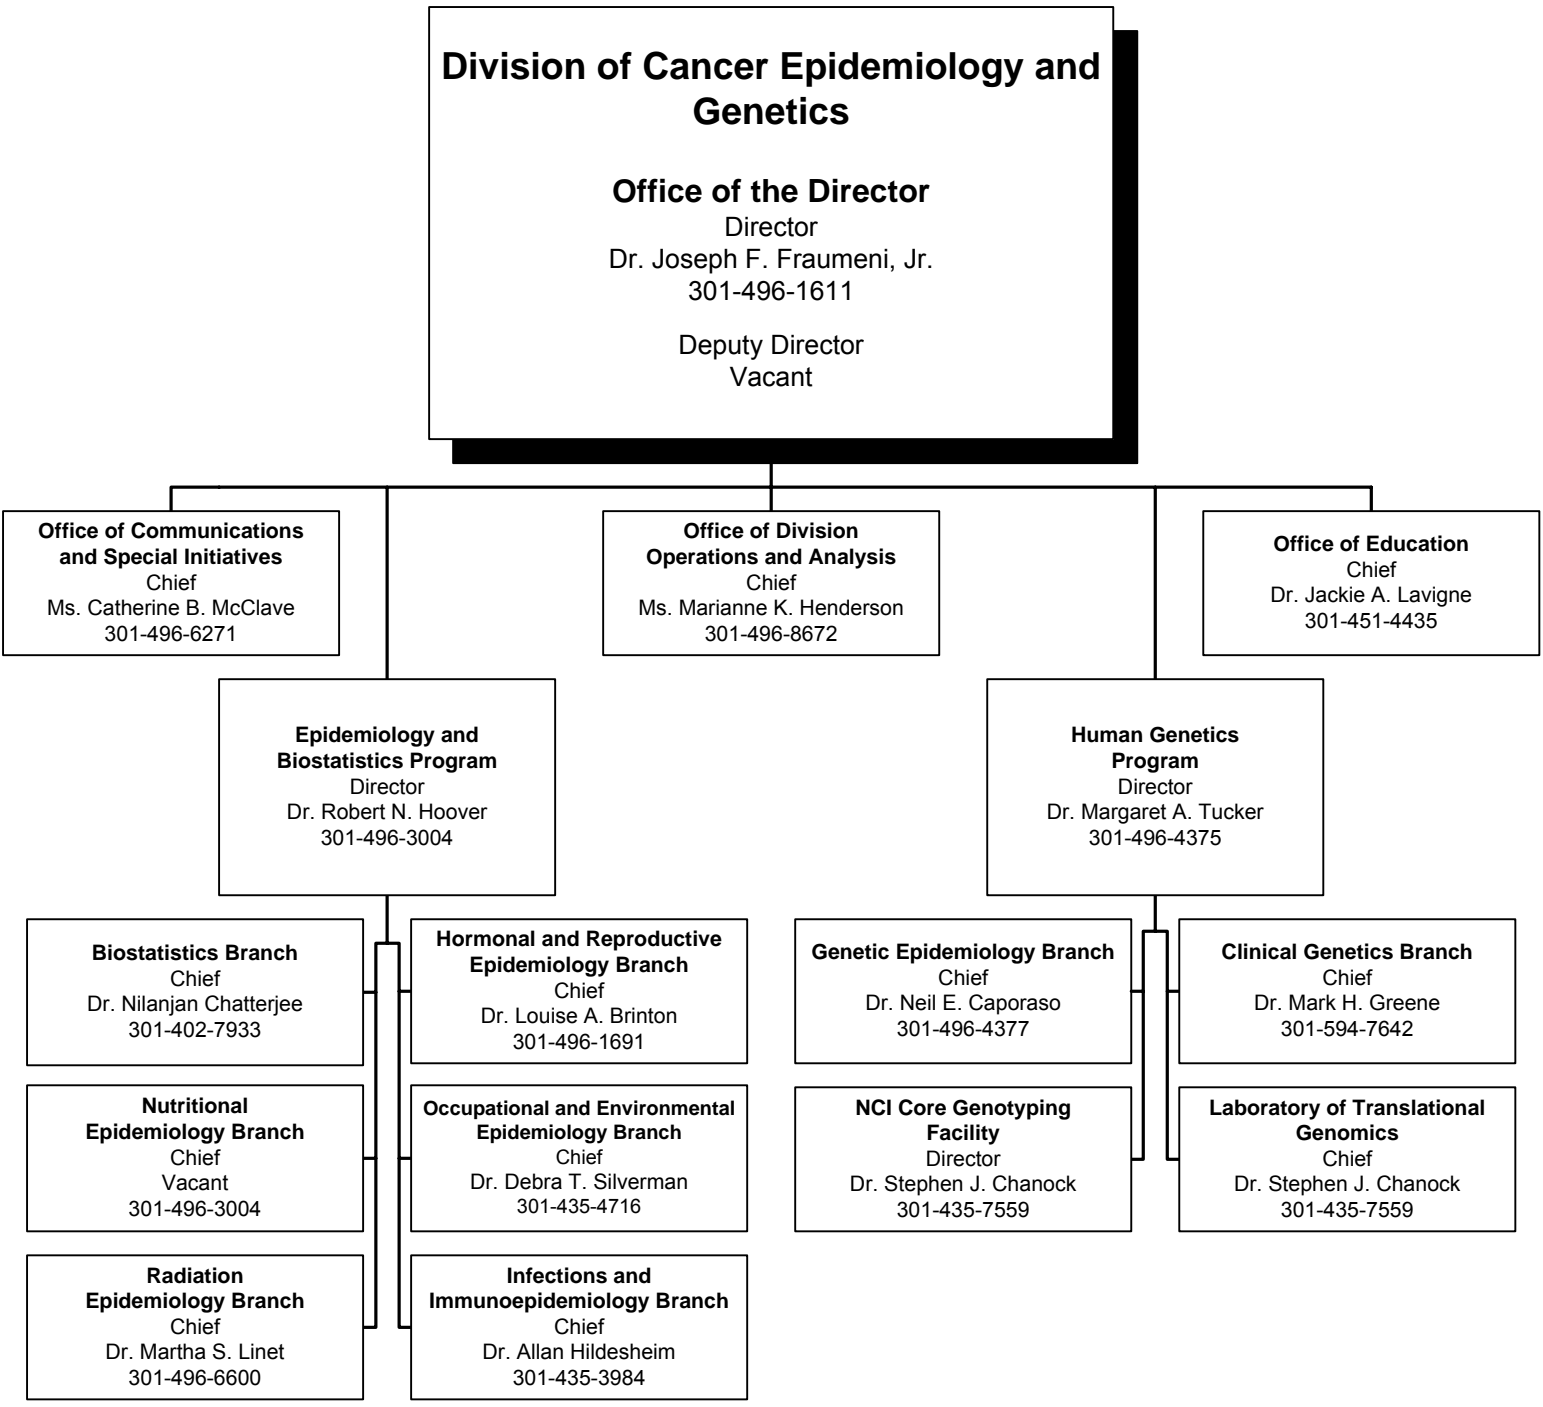 Division of Cancer Epidemiology and
Genetics
Office of the Director
Director
Dr. Joseph F. Fraumeni, Jr.
301-496-1611
Deputy Director
Vacant
Office of Communications
and Special Initiatives
Chief
Ms. Catherine B. McClave
301-496-6271
Office of Division
Operations and Analysis
Chief
Ms. Marianne K. Henderson
301-496-8672
Office of Education
Chief
Dr. Jackie A. Lavigne
301-451-4435
Epidemiology and
Biostatistics Program
Director
Dr. Robert N. Hoover
301-496-3004
Human Genetics
Program
Director
Dr. Margaret A. Tucker
301-496-4375
Biostatistics Branch
Chief
Dr. Nilanjan Chatterjee
301-402-7933
Hormonal and Reproductive
Epidemiology Branch
Chief
Dr. Louise A. Brinton
301-496-1691
Genetic Epidemiology Branch
Chief
Dr. Neil E. Caporaso
301-496-4377
Clinical Genetics Branch
Chief
Dr. Mark H. Greene
301-594-7642
Nutritional
Epidemiology Branch
Chief
Vacant
301-496-3004
Occupational and Environmental
Epidemiology Branch
Chief
Dr. Debra T. Silverman
301-435-4716
NCI Core Genotyping
Facility
Director
Dr. Stephen J. Chanock
301-435-7559
Laboratory of Translational
Genomics
Chief
Dr. Stephen J. Chanock
301-435-7559
Radiation
Epidemiology Branch
Chief
Dr. Martha S. Linet
301-496-6600
Infections and
Immunoepidemiology Branch
Chief
Dr. Allan Hildesheim
301-435-3984